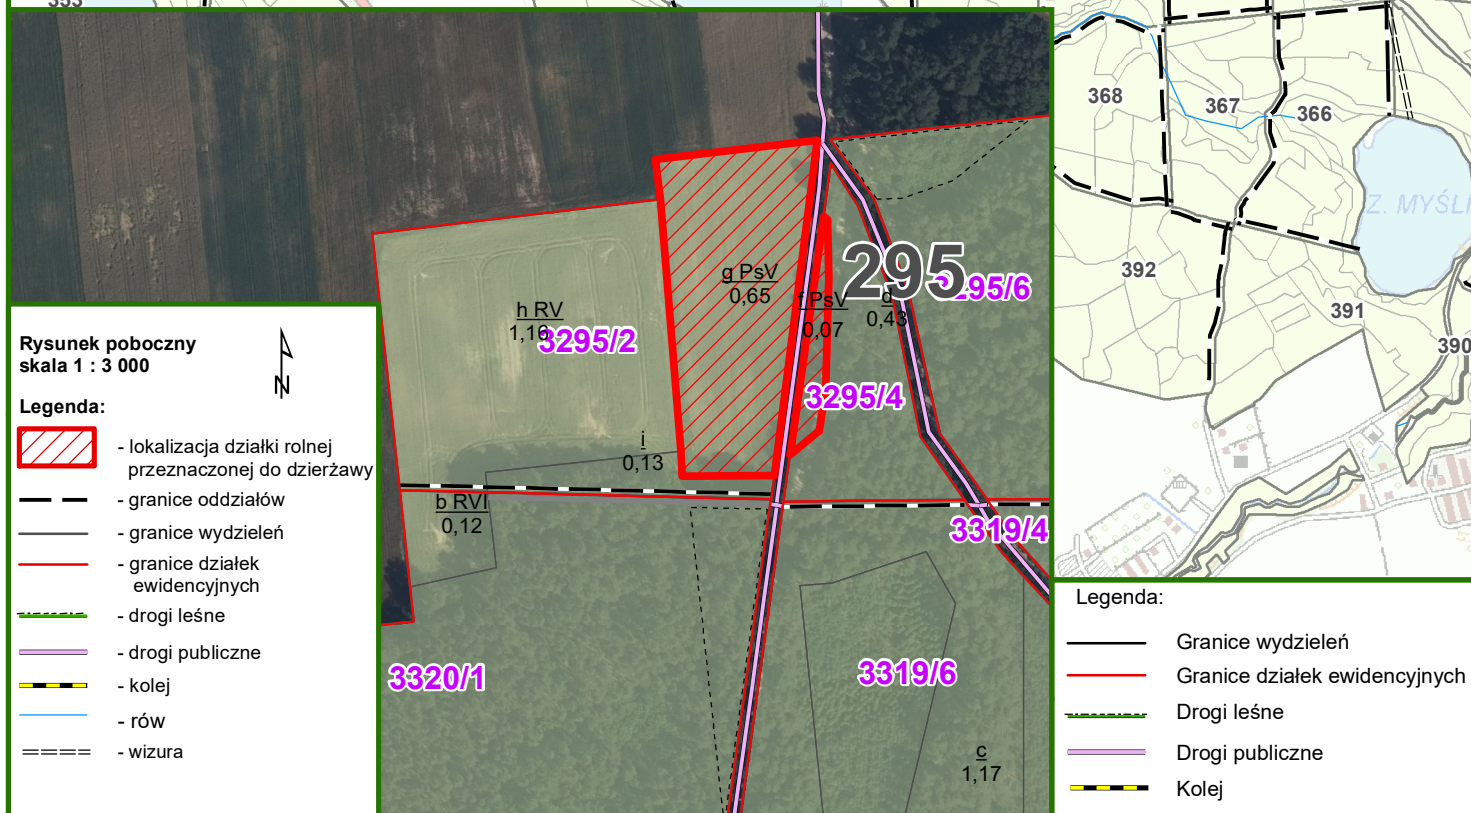 353
368
367
366
Z. MYŚLI
392
391
390
295
3295/6
g PsV
0,65
f PsV
0,07
d
0,43
h RV
1,16
3295/2
3295/4
i
0,13
b RVI
0,12
3319/4
3320/1
3319/6
c
1,17
Rysunek poboczny
skala 1 : 3 000
N
Legenda:
- lokalizacja działki rolnej
przeznaczonej do dzierżawy
- granice oddziałów
- granice wydzieleń
- granice działek
ewidencyjnych
- drogi leśne
- drogi publiczne
- kolej
- rów
- wizura
Legenda:
Granice wydzieleń
Granice działek ewidencyjnych
Drogi leśne
Drogi publiczne
Kolej